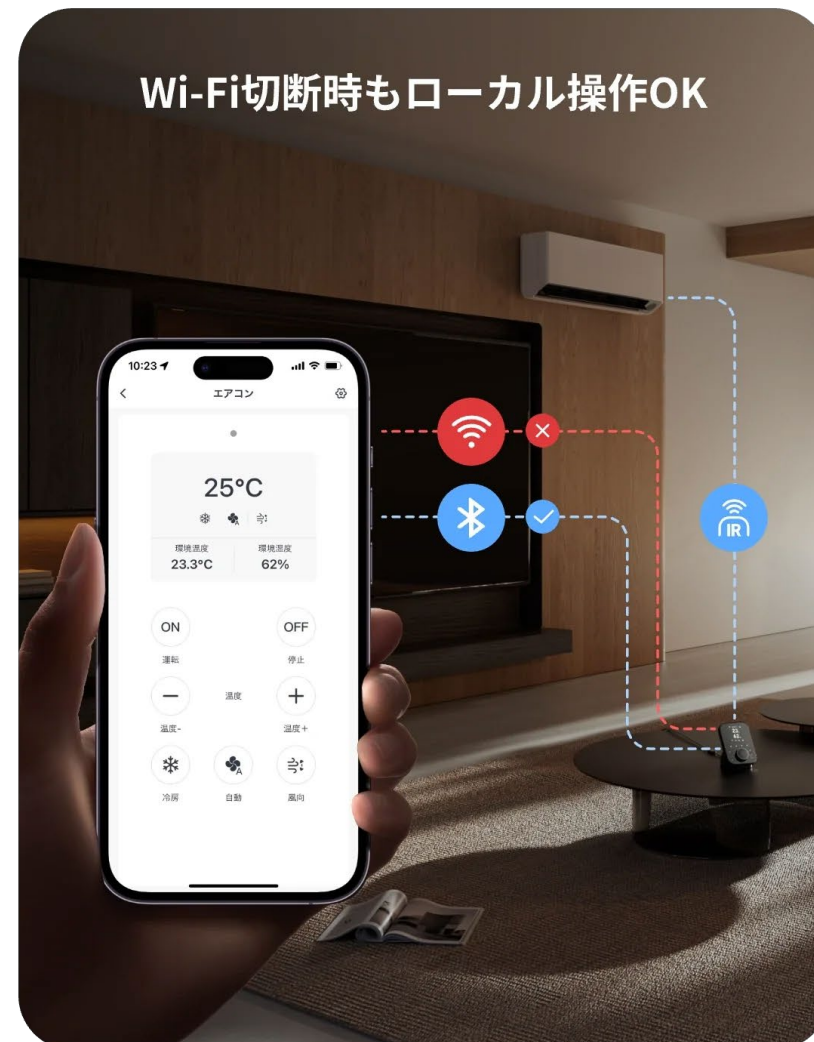 Wi-Fi切断時もローカル操作OK
10:23
エアコン
25°C
A
環境温度
環境湿度
23.3°C
62%
ON
OFF
運転
停止
温度
温度-
温度+
A
冷房
自動
風向
IR